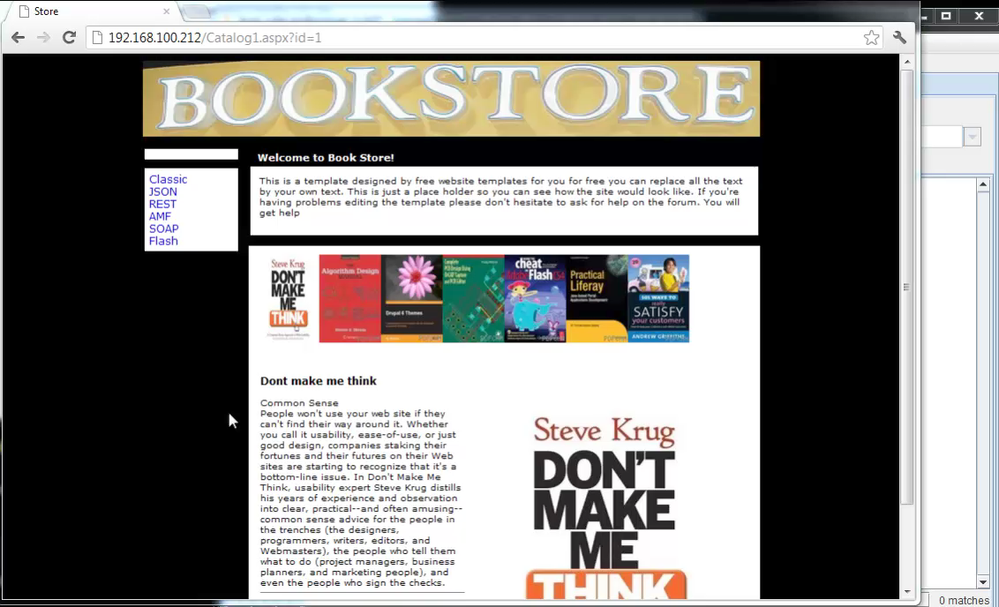 Store
192.168.100.212/Catalog1.aspx?id=1
BOOKSTORE
Welcome to Book Store!
This is a template designed by free website templates for you for free you can replace all the text
by your own text. This is just a place holder so you can see how the site would look like. If you're
having problems editing the template please don't hesitate to ask for help on the forum. You will
get help
Classic
JSON
REST
AMF
SOAP
Flash
Steve Krug
DON'T
MAKE
ME
THINK
Algorithm Design
Drupal 6 Themes
cheat
Flash
Practical
Liferay
101 WAYS TO
really
SATISFY
your customers
ANDREW GRIFFITHS
Dont make me think
Common Sense
People won't use your web site if they
can't find their way around it. Whether
you call it usability, ease-of-use, or just
good design, companies staking their
fortunes and their futures on their Web
sites are starting to recognize that it's a
bottom-line issue. In Don't Make Me
Think, usability expert Steve Krug distills
his years of experience and observation
into clear, practical--and often amusing--
common sense advice for the people in
the trenches (the designers,
programmers, writers, editors, and
Webmasters), the people who tell them
what to do (project managers, business
planners, and marketing people), and
even the people who sign the checks.
Steve Krug
DON'T
MAKE
ME
THINK
0 matches